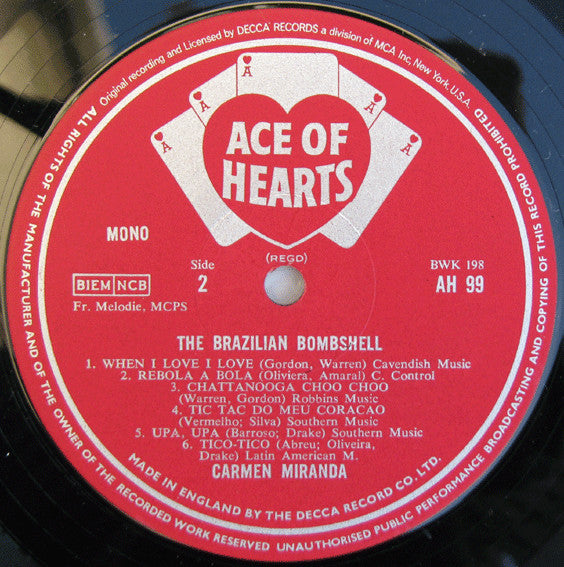 Original recording and Licensed by DECCA RECORDS a division of MCA Inc, New York, U.S.A.
ALL RIGHTS OF THE MANUFACTURER AND OF THE OWNER OF THE RECORDED WORK RESERVED UNAUTHORISED PUBLIC PERFORMANCE BROADCASTING AND COPYING OF THIS RECORD PROHIBITED
A
A
A
A
A
ACE OF
HEARTS
(REGD)
MONO
Side
2
BWK 198
AH 99
BIEM NCB
Fr. Melodie, MCPS
THE BRAZILIAN BOMBSHELL
1. WHEN I LOVE I LOVE (Gordon, Warren) Cavendish Music
2. REBOLA A BOLA (Oliviera, Amaral) C. Control
3. CHATTANOOGA CHOO CHOO
(Warren, Gordon) Robbins Music
4. TIC TAC DO MEU CORACAO
(Vermelho; Silva) Southern Music
5. UPA, UPA (Barroso; Drake) Southern Music
6. TICO-TICO (Abreu; Oliveira,
Drake) Latin American M.
CARMEN MIRANDA
MADE IN ENGLAND BY THE DECCA RECORD CO. LTD.